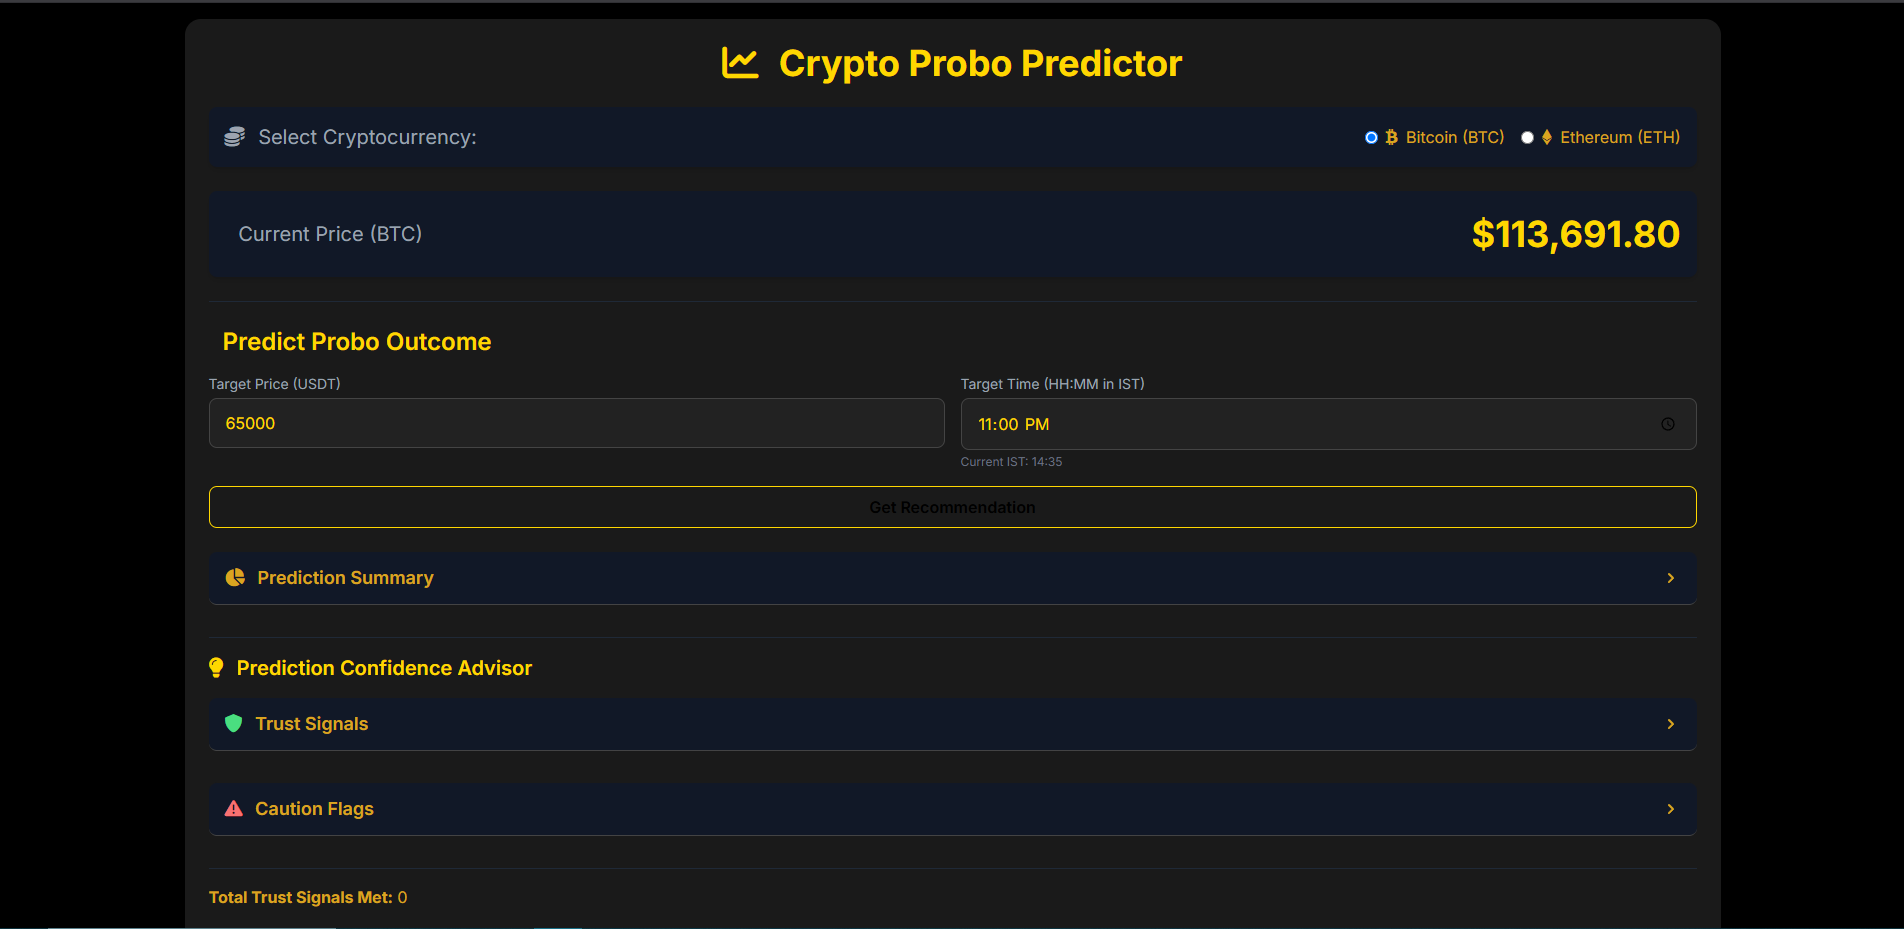 Crypto Probo Predictor
Select Cryptocurrency:
Bitcoin (BTC)
Ethereum (ETH)
Current Price (BTC)
$113,691.80
Predict Probo Outcome
Target Price (USDT)
65000
Target Time (HH:MM in IST)
11:00 PM
Current IST: 14:35
Get Recommendation
Prediction Summary
Prediction Confidence Advisor
Trust Signals
Caution Flags
Total Trust Signals Met: 0